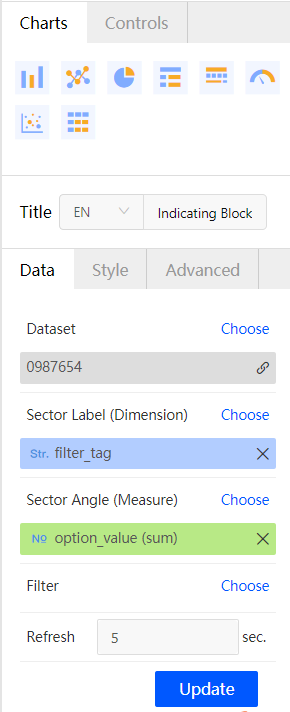 Charts Controls
Title EN Indicating Block
Data Style Advanced
Dataset Choose
0987654
Sector Label (Dimension) Choose
Str. filter_tag
Sector Angle (Measure) Choose
No option_value (sum)
Filter Choose
Refresh 5 sec.
Update